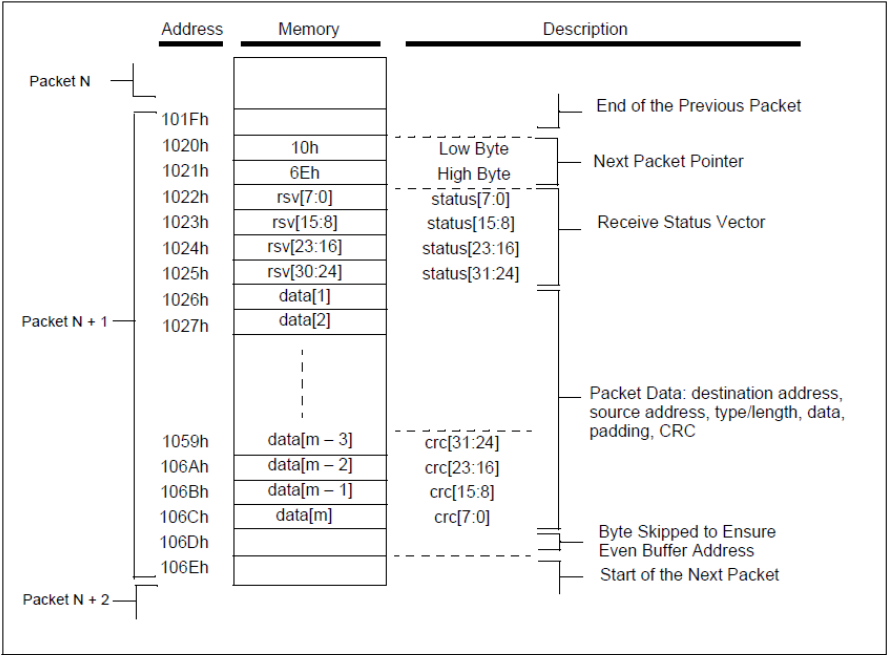 Address Memory Description
Packet N
End of the Previous Packet
101Fh
1020h 10h Low Byte
Next Packet Pointer
1021h 6Eh High Byte
1022h rsv[7:0] status[7:0]
1023h rsv[15:8] status[15:8] Receive Status Vector
1024h rsv[23:16] status[23:16]
1025h rsv[30:24] status[31:24]
1026h data[1]
Packet N + 1 1027h data[2]
Packet Data: destination address,
source address, type/length, data,
padding, CRC
1059h data[m – 3] crc[31:24]
106Ah data[m – 2] crc[23:16]
106Bh data[m – 1] crc[15:8]
106Ch data[m] crc[7:0]
Byte Skipped to Ensure
Even Buffer Address
106Dh
106Eh Start of the Next Packet
Packet N + 2